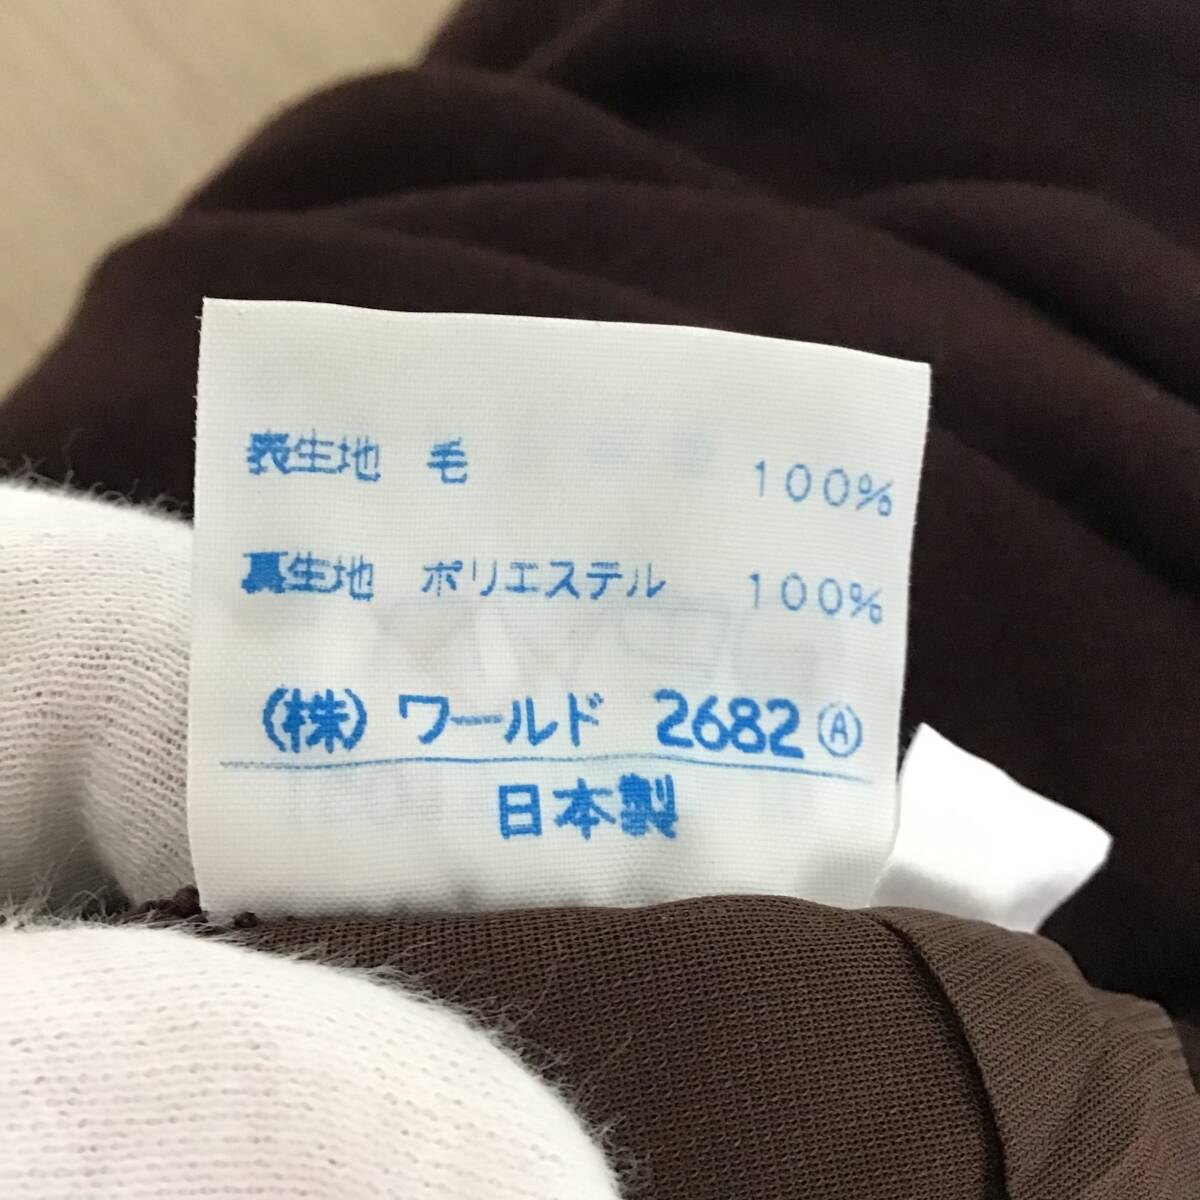 表生地 毛 100%
裏生地 ポリエステル 100%
(株) ワールド 2682 Ⓐ
日本製